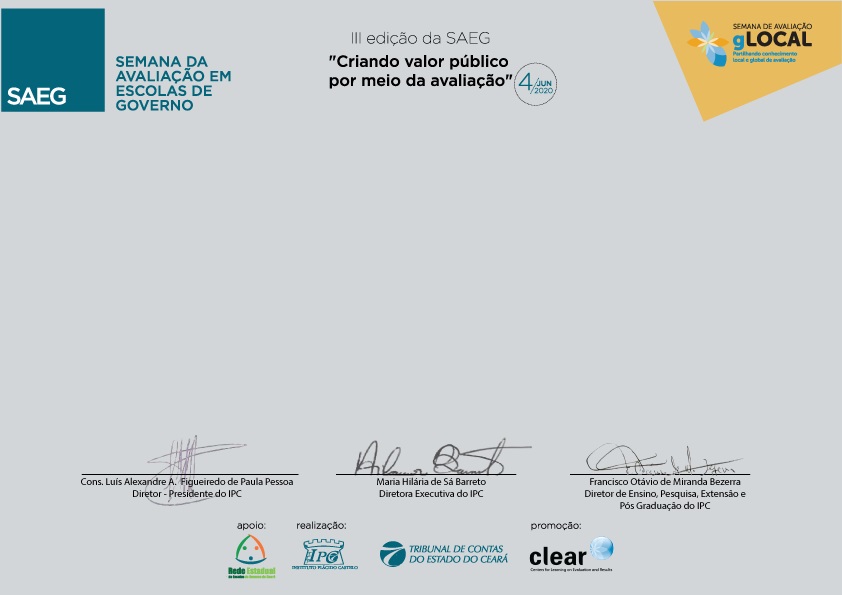 SAEG
SEMANA DA
AVALIAÇÃO EM
ESCOLAS DE
GOVERNO
III edição da SAEG
"Criando valor público
por meio da avaliação"
4/JUN
/2020
SEMANA DE AVALIAÇÃO
gLOCAL
Partilhando conhecimento
local e global da avaliação
Cons. Luís Alexandre A. Figueiredo de Paula Pessoa
Diretor - Presidente do IPC
Maria Hilária de Sá Barreto
Diretora Executiva do IPC
Francisco Otávio de Miranda Bezerra
Diretor de Ensino, Pesquisa, Extensão e
Pós Graduação do IPC
apoio:
realização:
promoção:
Rede Estadual
IPC
INSTITUTO PLÁCIDO CASTELO
TRIBUNAL DE CONTAS
DO ESTADO DO CEARÁ
clear
Centers for Learning on Evaluation and Results